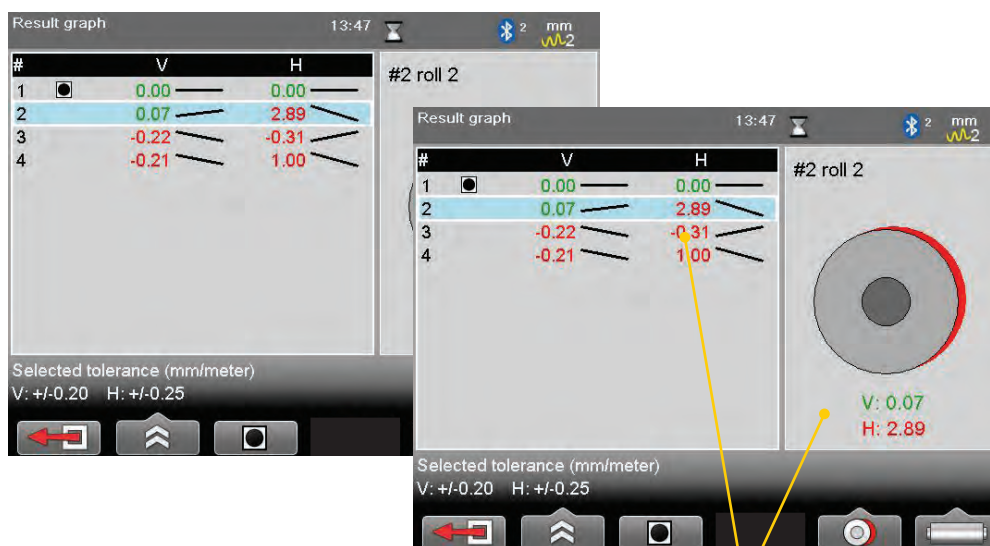 Result graph 13:47 2 mm
2
# V H
1 0.00 0.00
2 0.07 2.89
3 -0.22 -0.31
4 -0.21 1.00
#2 roll 2
Selected tolerance (mm/meter)
V: +/-0.20 H: +/-0.25
Result graph 13:47 2 mm
2
# V H
1 0.00 0.00
2 0.07 2.89
3 -0.22 -0.31
4 -0.21 1.00
#2 roll 2
V: 0.07
H: 2.89
Selected tolerance (mm/meter)
V: +/-0.20 H: +/-0.25